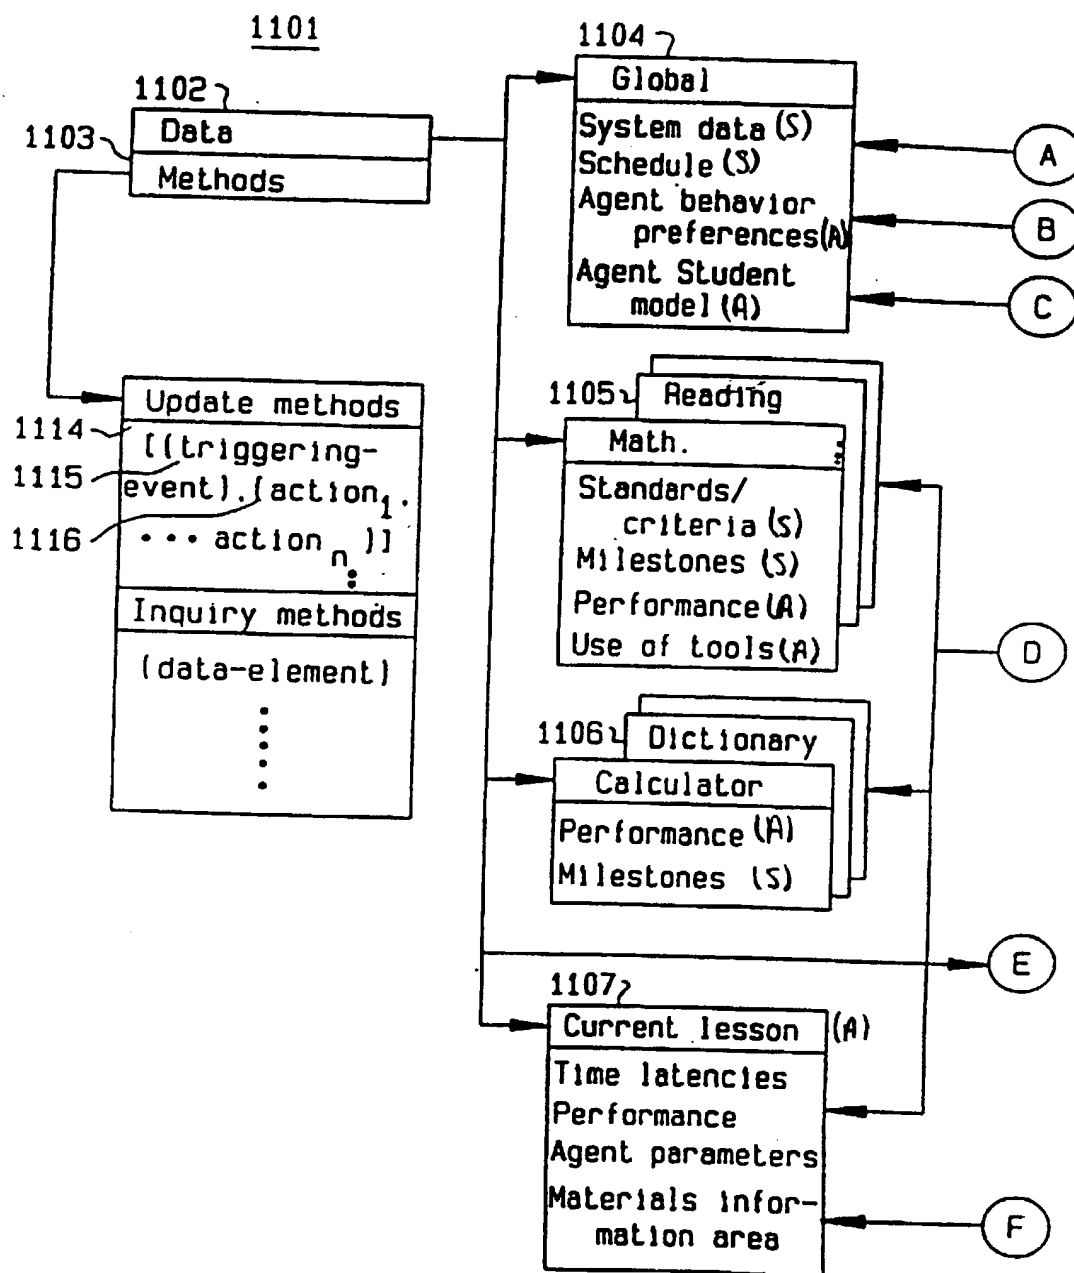 1101
1102
Data
1103
Methods
Update methods
1114
[((triggering-
1115
event).(action1.
1116
••• action n )]]
Inquiry methods
(data-element)
1104
Global
System data (S)
Schedule (S)
Agent behavior
preferences(A)
Agent Student
model (A)
A
B
C
1105
Reading
Math.
Standards/
criteria (S)
Milestones (S)
Performance (A)
Use of tools (A)
D
1106
Dictionary
Calculator
Performance (A)
Milestones (S)
E
1107
Current lesson (A)
Time latencies
Performance
Agent parameters
Materials infor-
mation area
F